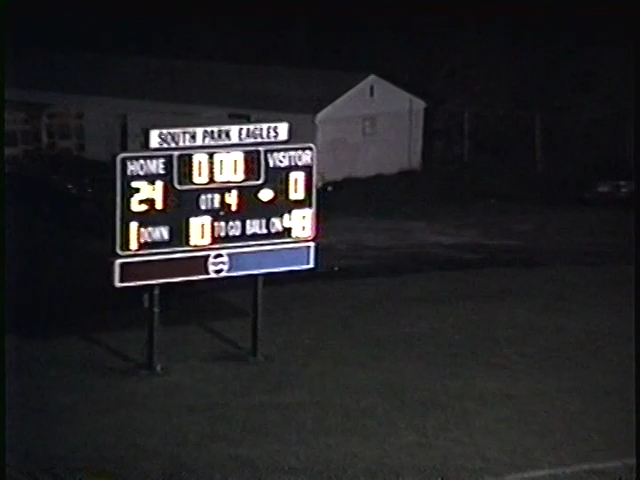 SOUTH PARK EAGLES
HOME 0:00 VISITOR
24 QTR 4 0
1 DOWN 10 TO GO BALL ON 48